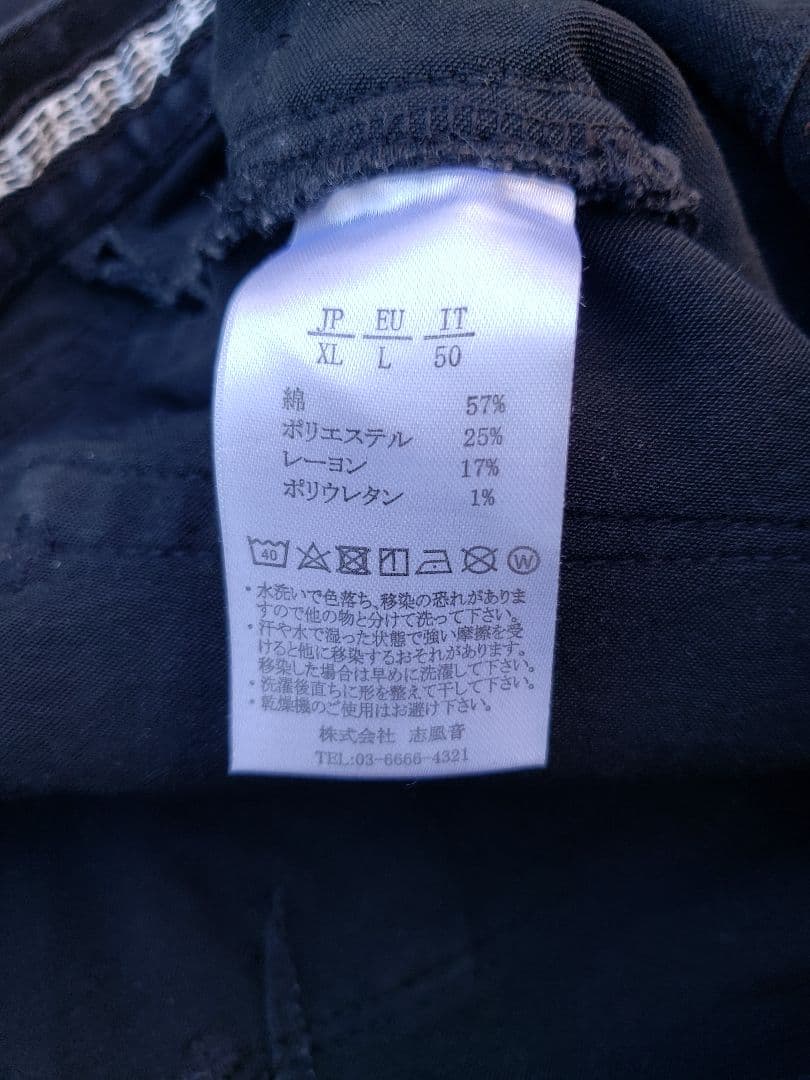 JP EU IT
XL L 50
綿 57%
ポリエステル 25%
レーヨン 17%
ポリウレタン 1%
40 W
・水洗いで色落ち、移染の恐れがありま
すので他の物と分けて洗って下さい。
・汗や水で湿った状態で強い摩擦を受
けると他に移染するおそれがあります。
移染した場合は早めに洗濯して下さい。
・洗濯後直ちに形を整えて干して下さい。
・乾燥機のご使用はお避け下さい。
株式会社 志風音
TEL:03-6666-4321